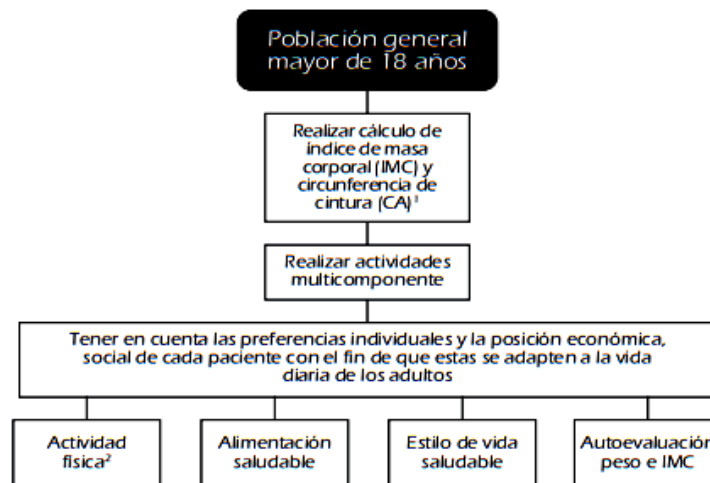 Población general
mayor de 18 años
Realizar cálculo de
índice de masa
corporal (IMC) y
circunferencia de
cintura (CA)¹
Realizar actividades
multicomponente
Tener en cuenta las preferencias individuales y la posición económica,
social de cada paciente con el fin de que estas se adapten a la vida
diaria de los adultos
Actividad
física²
Alimentación
saludable
Estilo de vida
saludable
Autoevaluación
peso e IMC